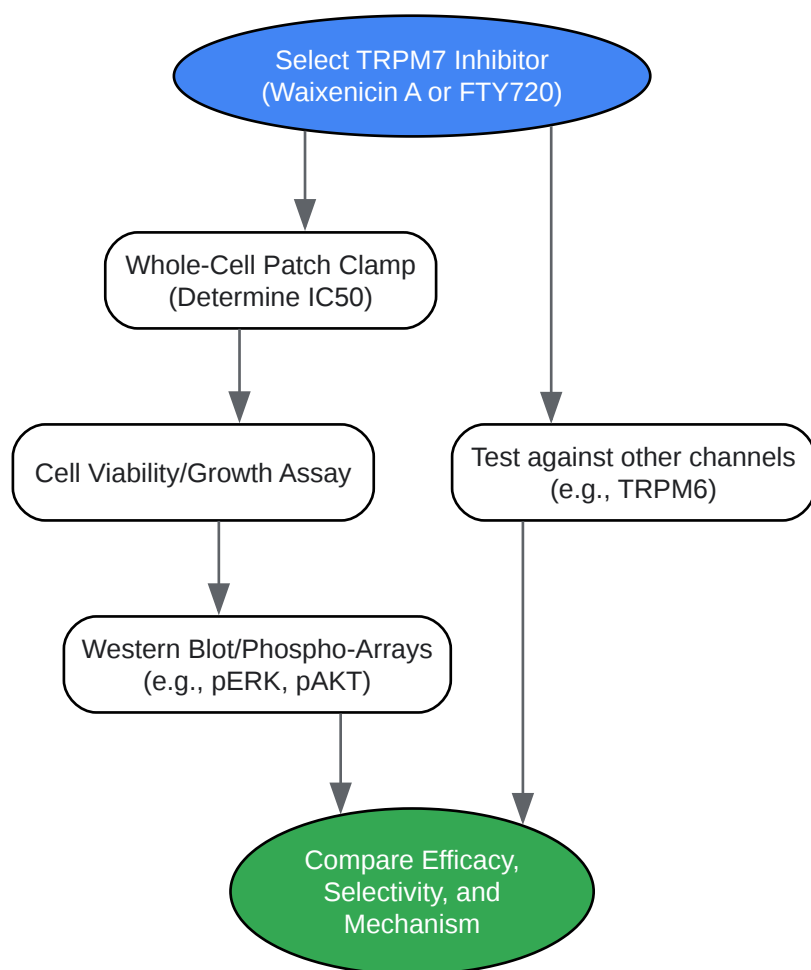 Select TRPM7 Inhibitor
(Waixenicin A or FTY720)
Whole-Cell Patch Clamp
(Determine IC50)
Cell Viability/Growth Assay
Test against other channels
(e.g., TRPM6)
Western Blot/Phospho-Arrays
(e.g., pERK, pAKT)
Compare Efficacy,
Selectivity, and
Mechanism